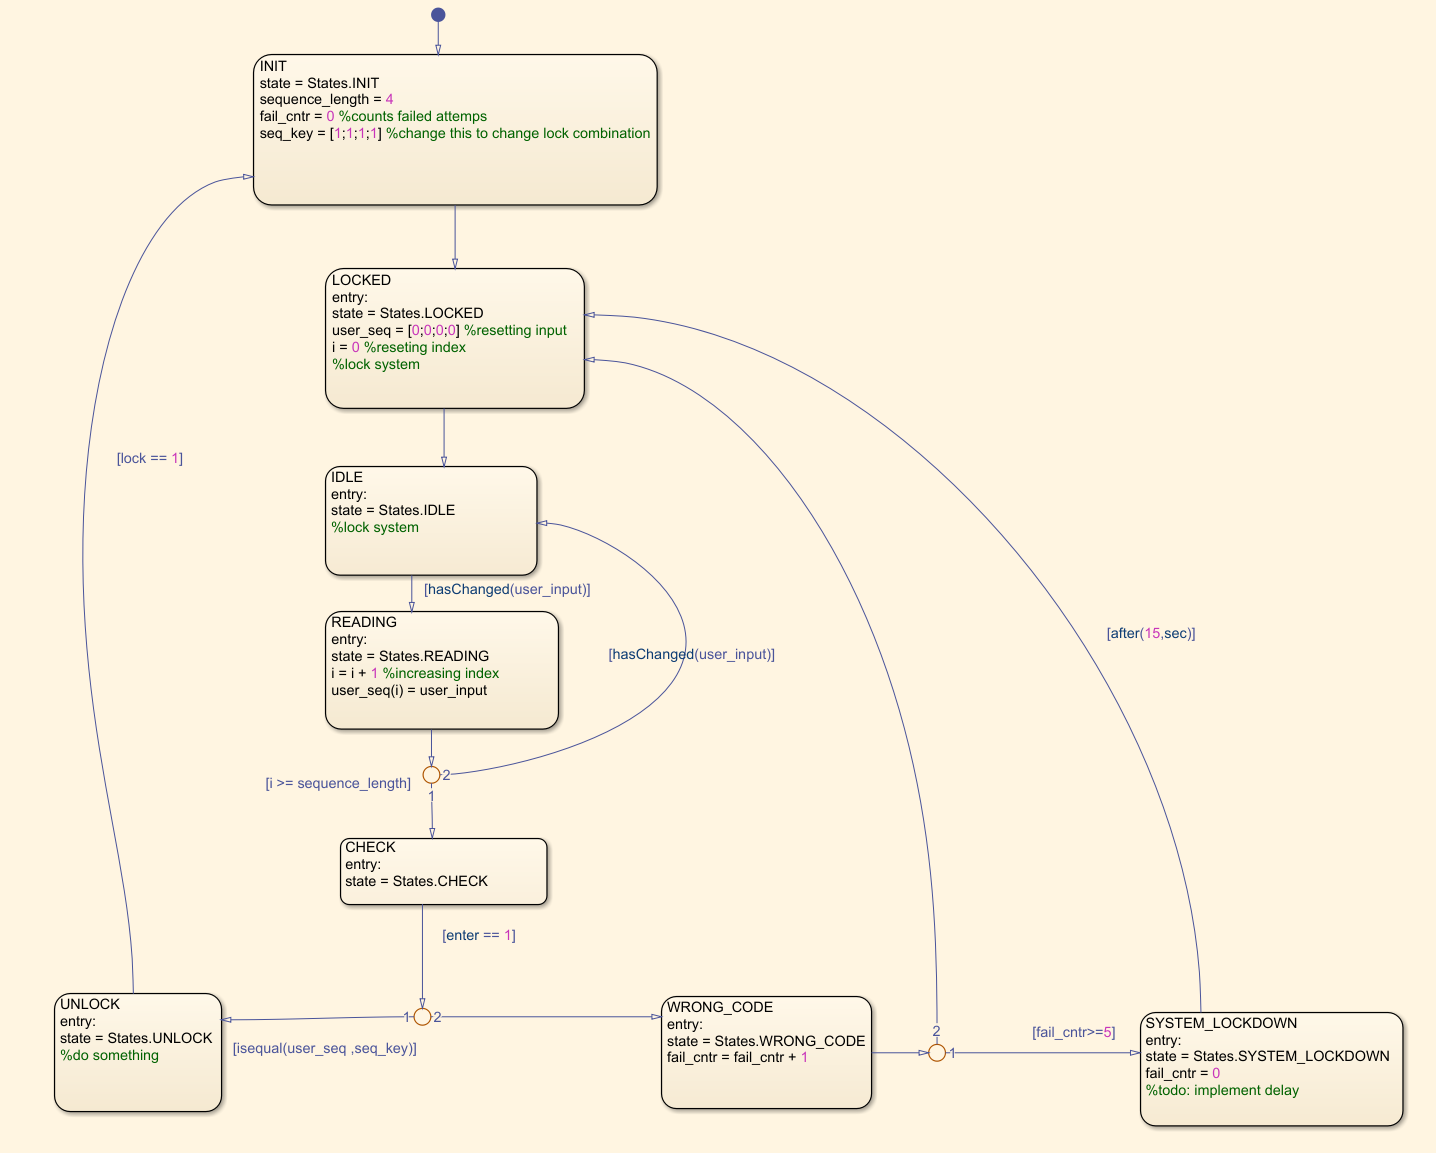 INIT
state = States.INIT
sequence_length = 4
fail_cntr = 0 %counts failed attemps
seq_key = [1;1;1;1] %change this to change lock combination
LOCKED
entry:
state = States.LOCKED
user_seq = [0;0;0;0] %resetting input
i = 0 %reseting index
%lock system
[lock == 1]
IDLE
entry:
state = States.IDLE
%lock system
[hasChanged(user_input)]
READING
entry:
state = States.READING
i = i + 1 %increasing index
user_seq(i) = user_input
[hasChanged(user_input)]
[after(15,sec)]
2
[i >= sequence_length]
1
CHECK
entry:
state = States.CHECK
[enter == 1]
UNLOCK
entry:
state = States.UNLOCK
%do something
1
2
[isequal(user_seq ,seq_key)]
WRONG_CODE
entry:
state = States.WRONG_CODE
fail_cntr = fail_cntr + 1
2
1
[fail_cntr>=5]
SYSTEM_LOCKDOWN
entry:
state = States.SYSTEM_LOCKDOWN
fail_cntr = 0
%todo: implement delay